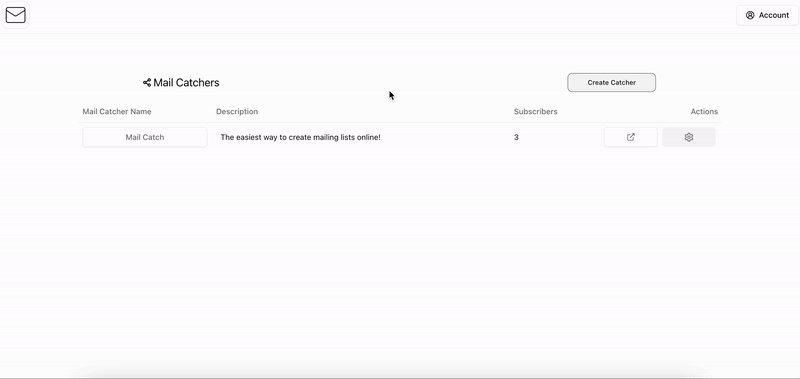 Account
Mail Catchers
Create Catcher
Mail Catcher Name Description Subscribers Actions
Mail Catch The easiest way to create mailing lists online! 3